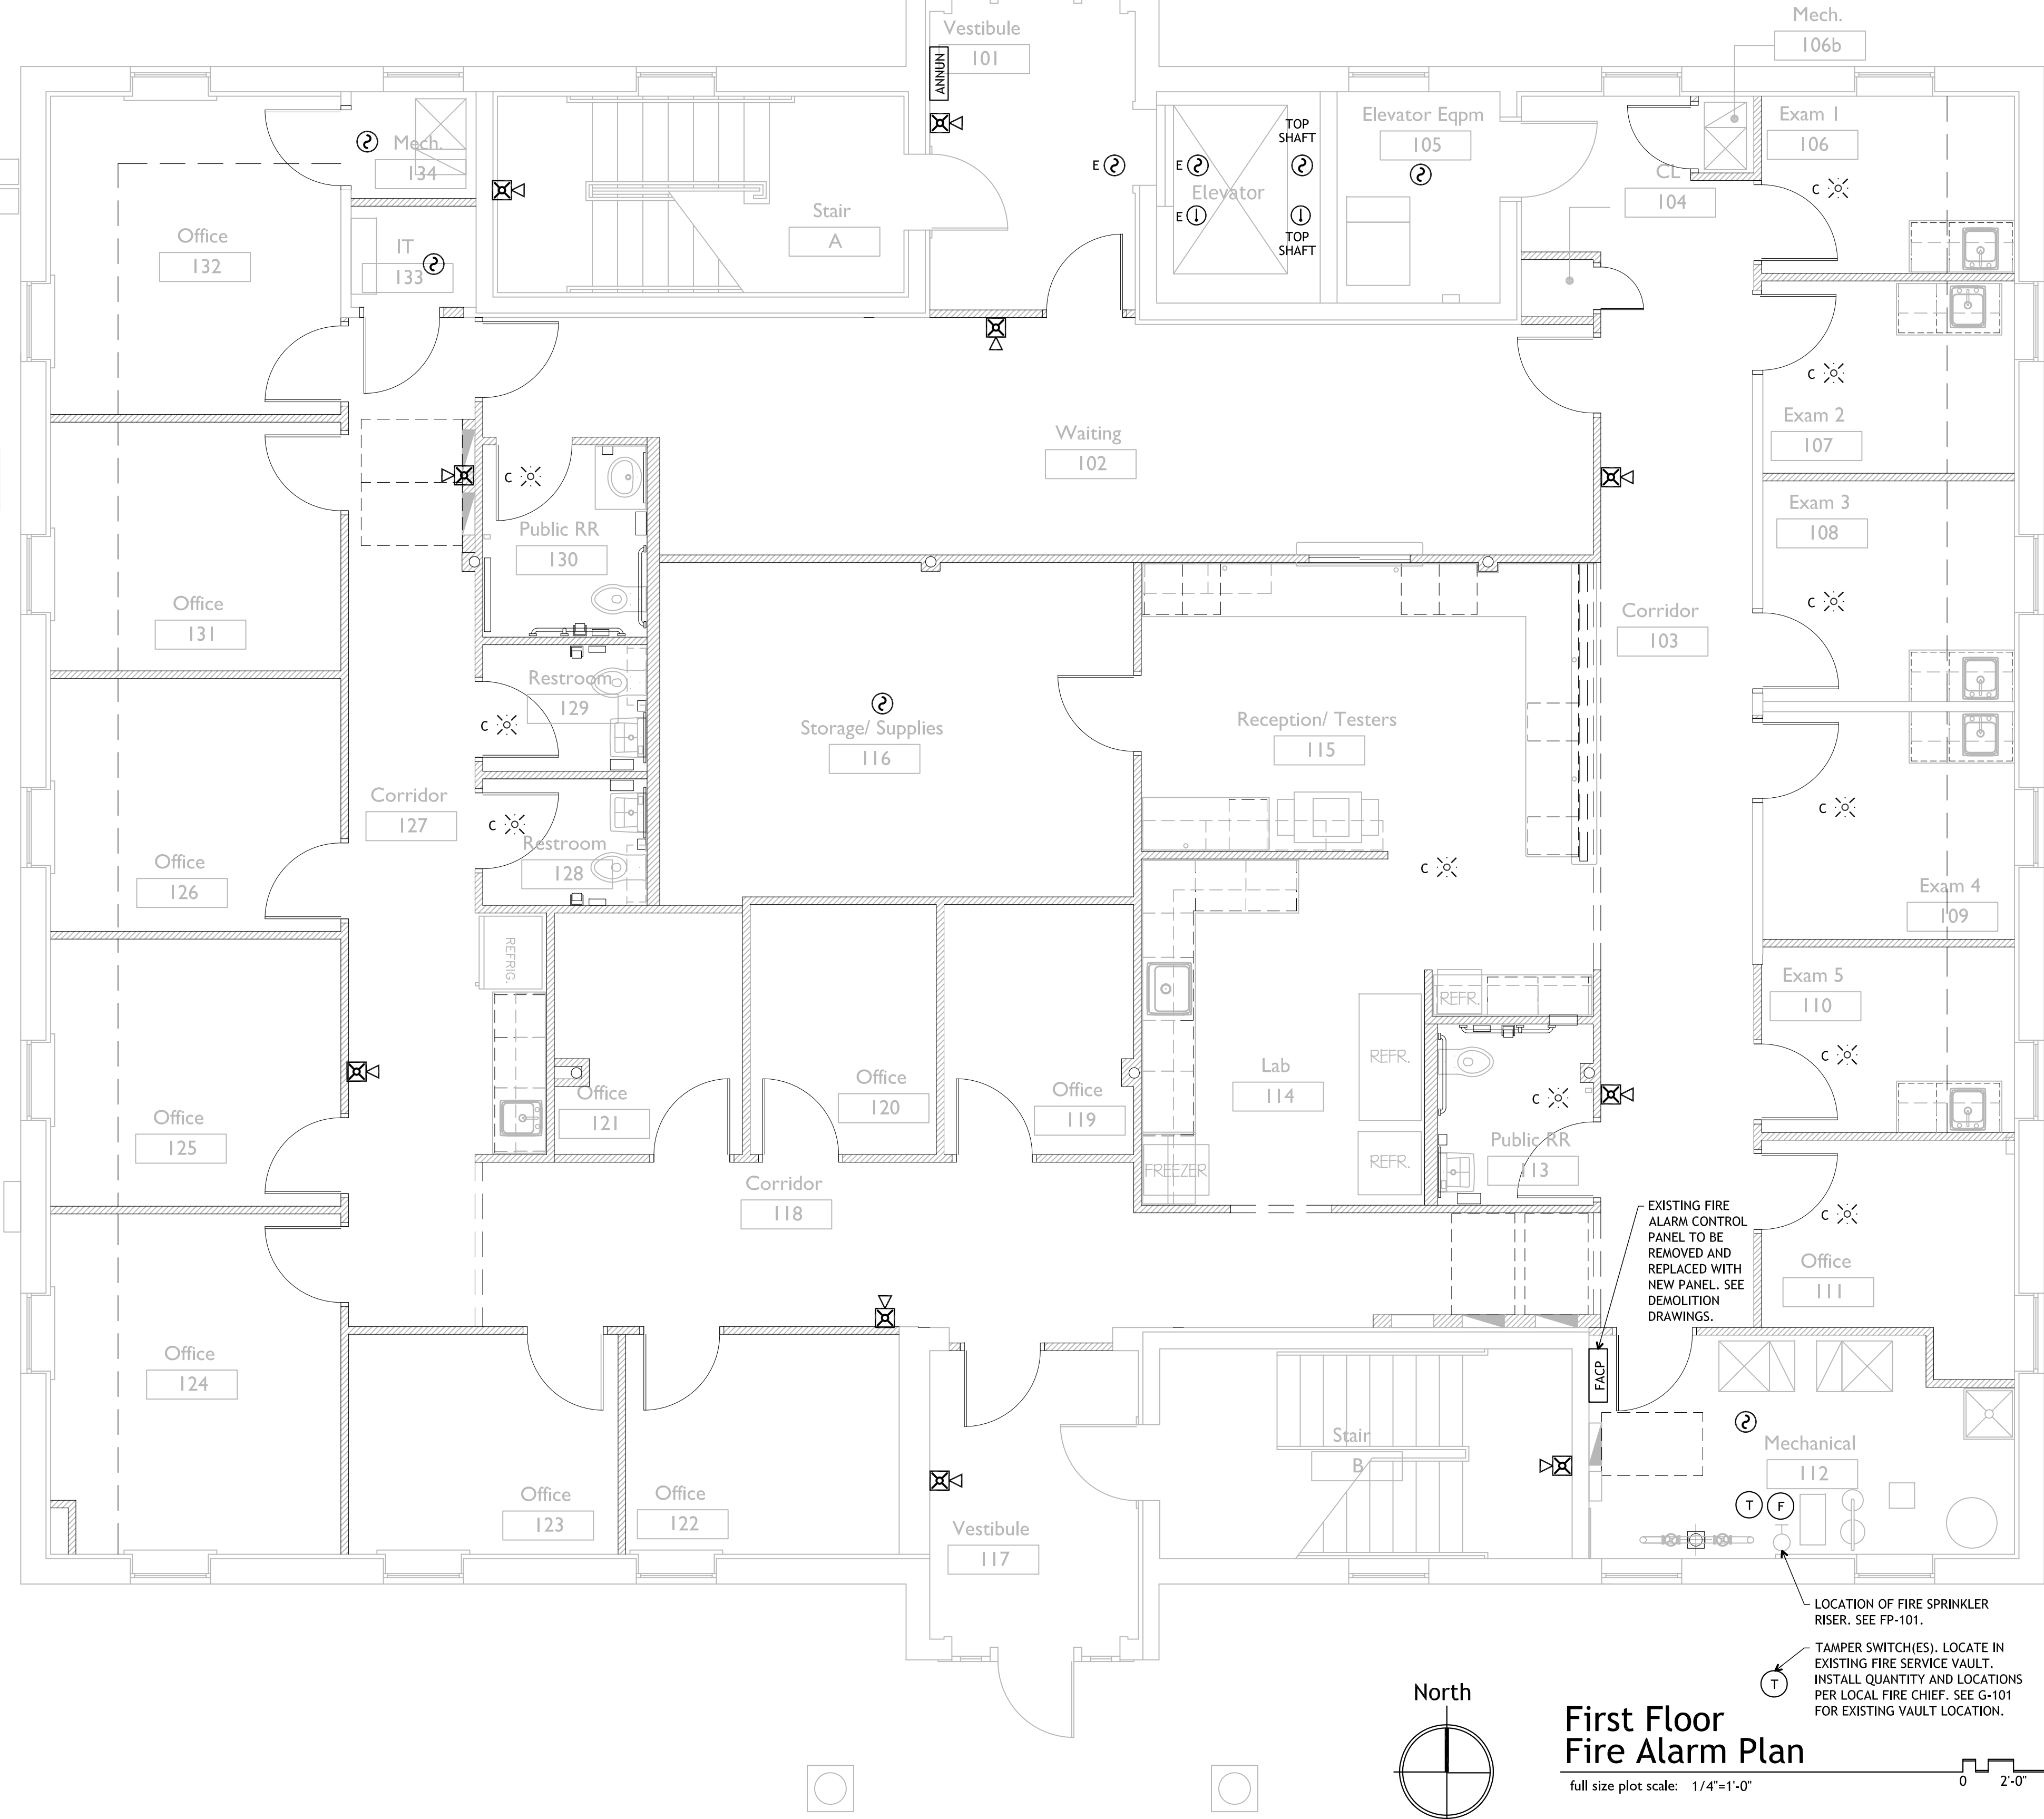 Mech.
106b
Vestibule
101
ANNUN
Mech.
134
IT
133
Office
132
Stair
A
E
E
Elevator
E
TOP
SHAFT
TOP
SHAFT
Elevator Eqpm
105
CL
104
Exam 1
106
C
C
Exam 2
107
Waiting
102
C
Public RR
130
Exam 3
108
C
Office
131
Corridor
103
Restroom
129
C
Storage/ Supplies
116
Reception/ Testers
115
Corridor
127
C
Restroom
128
C
C
Office
126
Exam 4
109
REFRIG.
Exam 5
110
REFR.
C
REFR.
Lab
114
C
Office
121
Office
120
Office
119
Office
125
Public RR
113
FREEZER
REFR.
Corridor
118
C
EXISTING FIRE
ALARM CONTROL
PANEL TO BE
REMOVED AND
REPLACED WITH
NEW PANEL. SEE
DEMOLITION
DRAWINGS.
Office
111
Office
124
FACP
Stair
B
Mechanical
112
T
F
Office
123
Office
122
Vestibule
117
LOCATION OF FIRE SPRINKLER
RISER. SEE FP-101.
T
TAMPER SWITCH(ES). LOCATE IN
EXISTING FIRE SERVICE VAULT.
INSTALL QUANTITY AND LOCATIONS
PER LOCAL FIRE CHIEF. SEE G-101
FOR EXISTING VAULT LOCATION.
North
First Floor
Fire Alarm Plan
full size plot scale: 1/4"=1'-0"
0 2'-0"